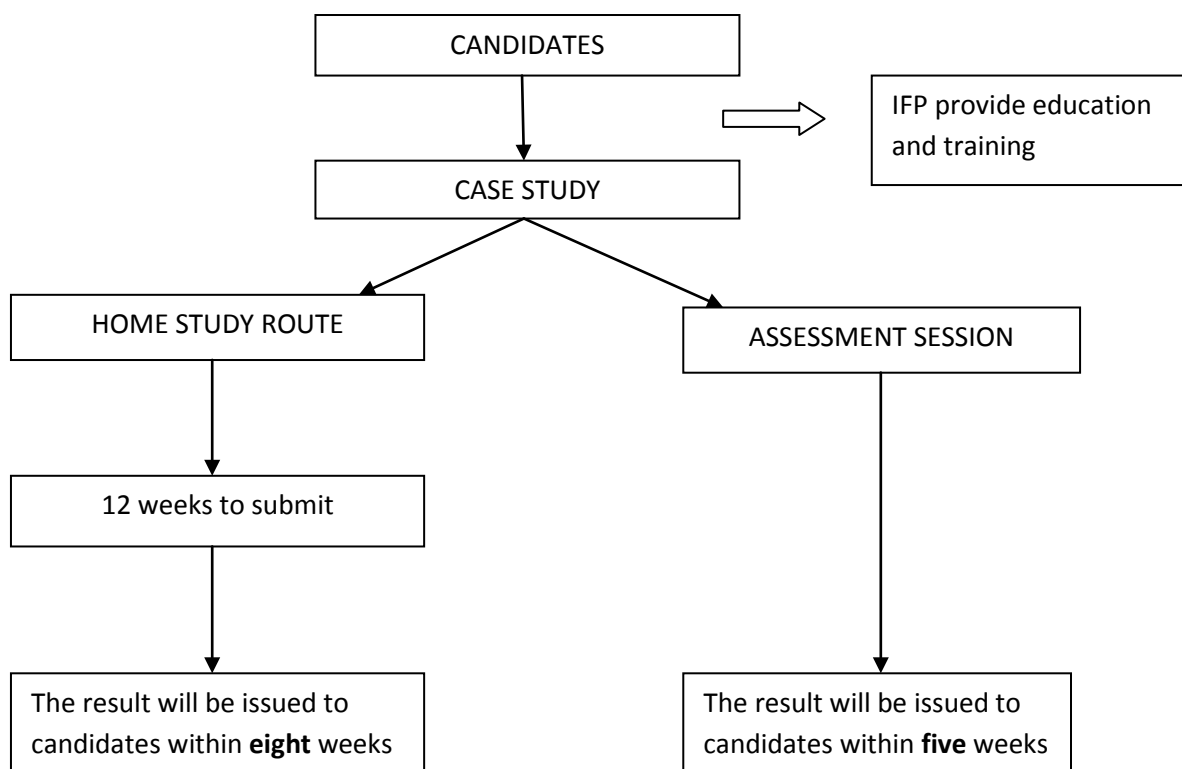 CANDIDATES
IFP provide education
and training
CASE STUDY
HOME STUDY ROUTE
ASSESSMENT SESSION
12 weeks to submit
The result will be issued to
candidates within eight weeks
The result will be issued to
candidates within five weeks